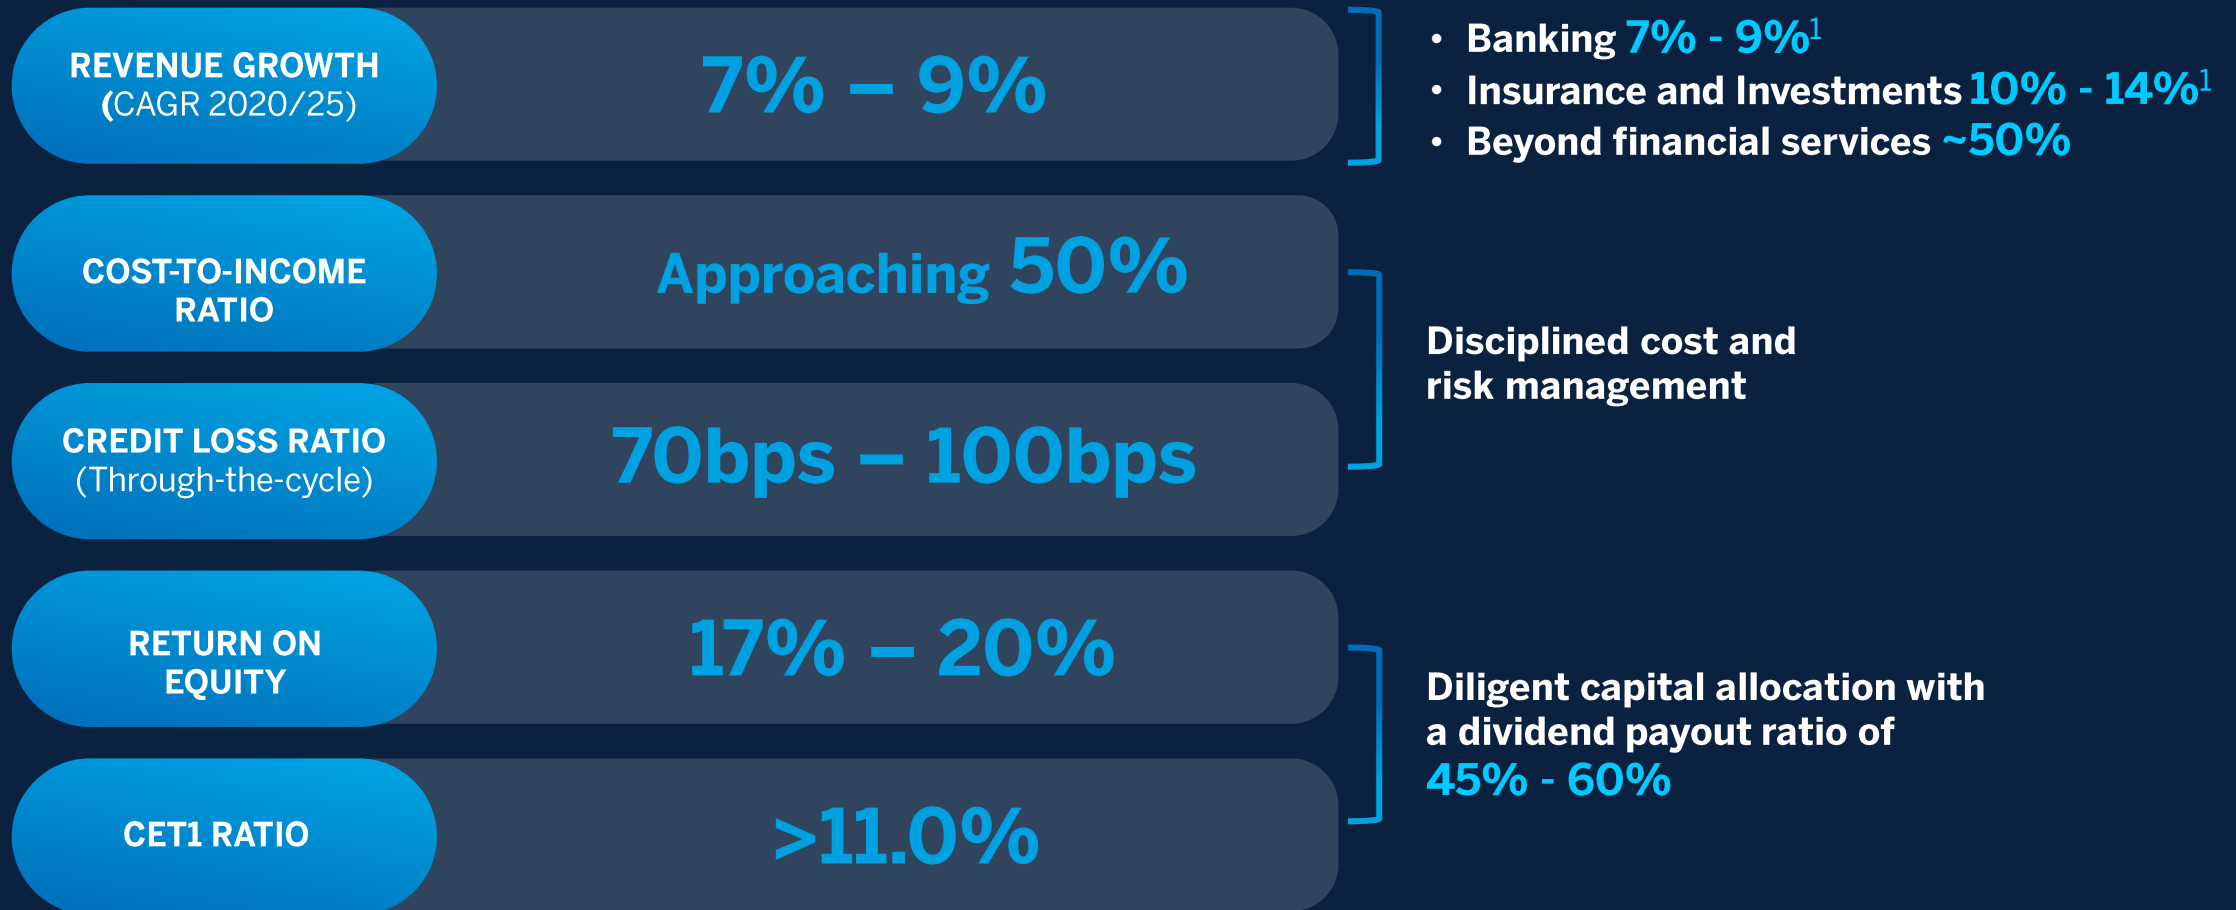 REVENUE GROWTH
(CAGR 2020/25)
7% – 9%
• Banking 7% - 9%¹
• Insurance and Investments 10% - 14%¹
• Beyond financial services ~50%
COST-TO-INCOME
RATIO
Approaching 50%
CREDIT LOSS RATIO
(Through-the-cycle)
70bps – 100bps
Disciplined cost and
risk management
RETURN ON
EQUITY
17% – 20%
CET1 RATIO
>11.0%
Diligent capital allocation with
a dividend payout ratio of
45% - 60%